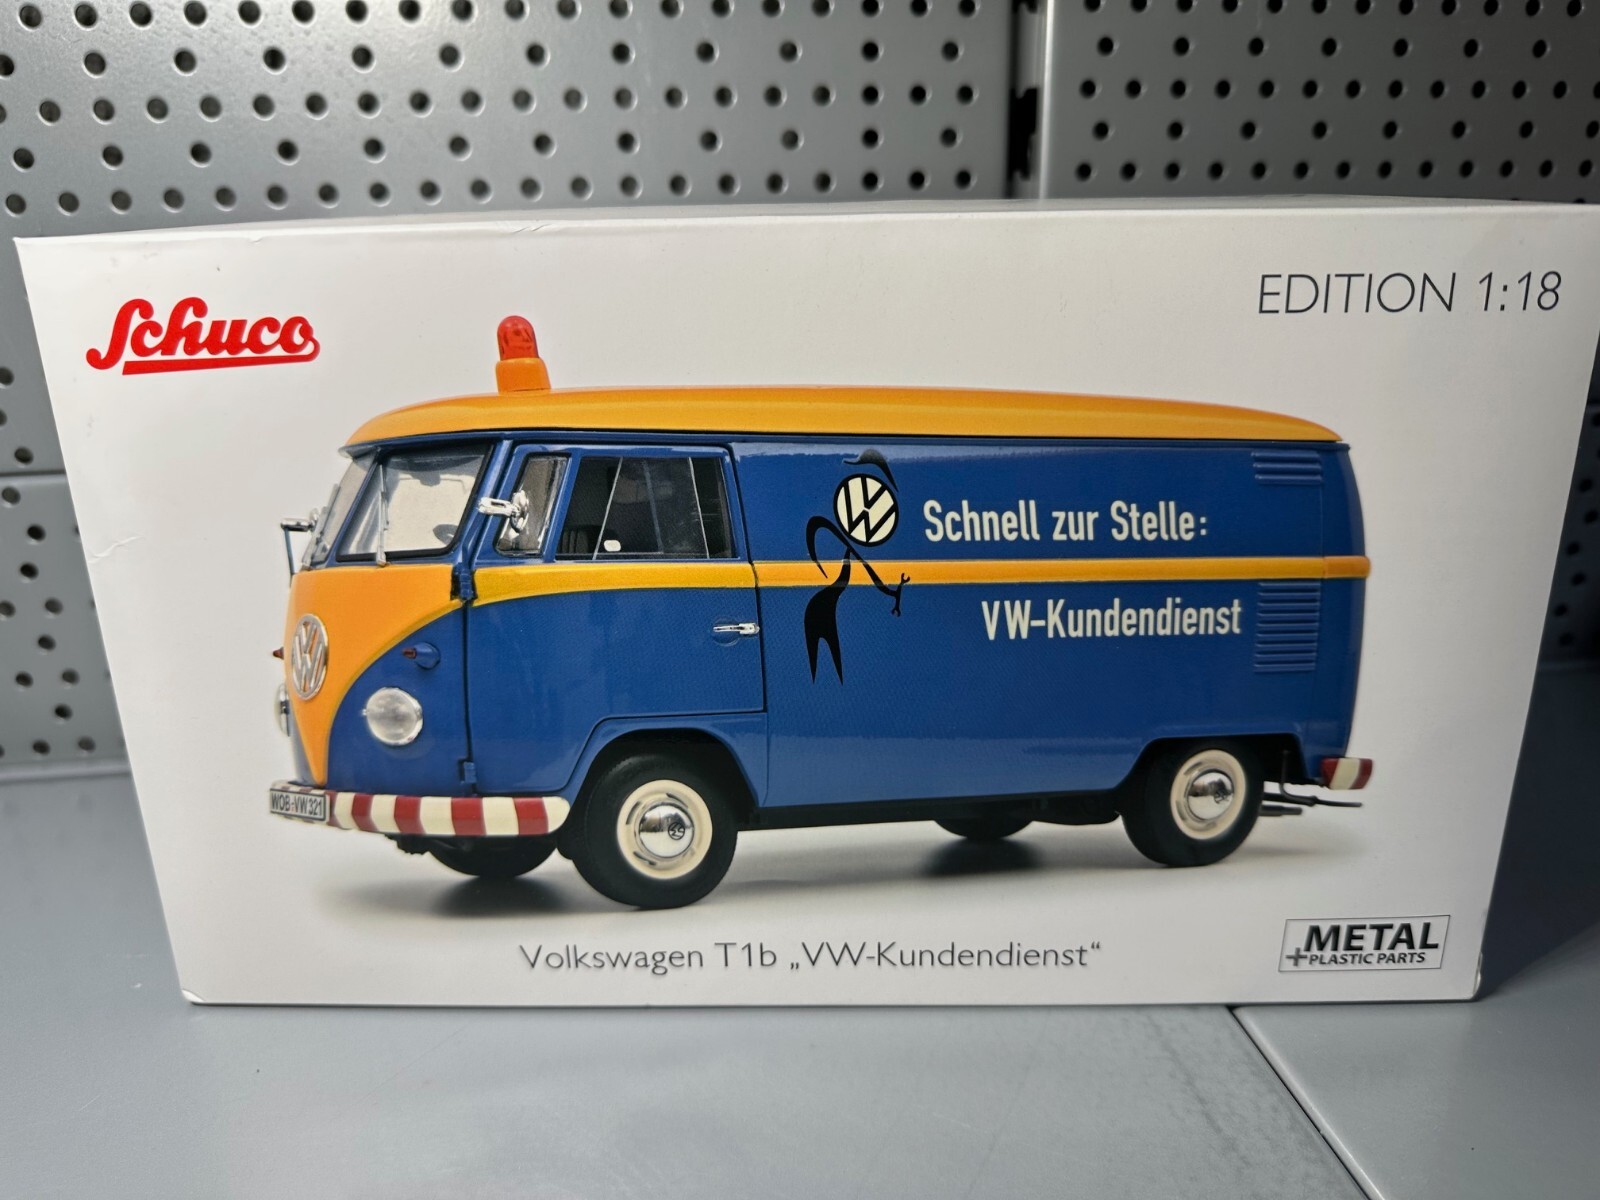 Schuco
EDITION 1:18
Schnell zur Stelle:
VW-Kundendienst
WOB-VW 321
Volkswagen T1b „VW-Kundendienst“
METAL
+PLASTIC PARTS